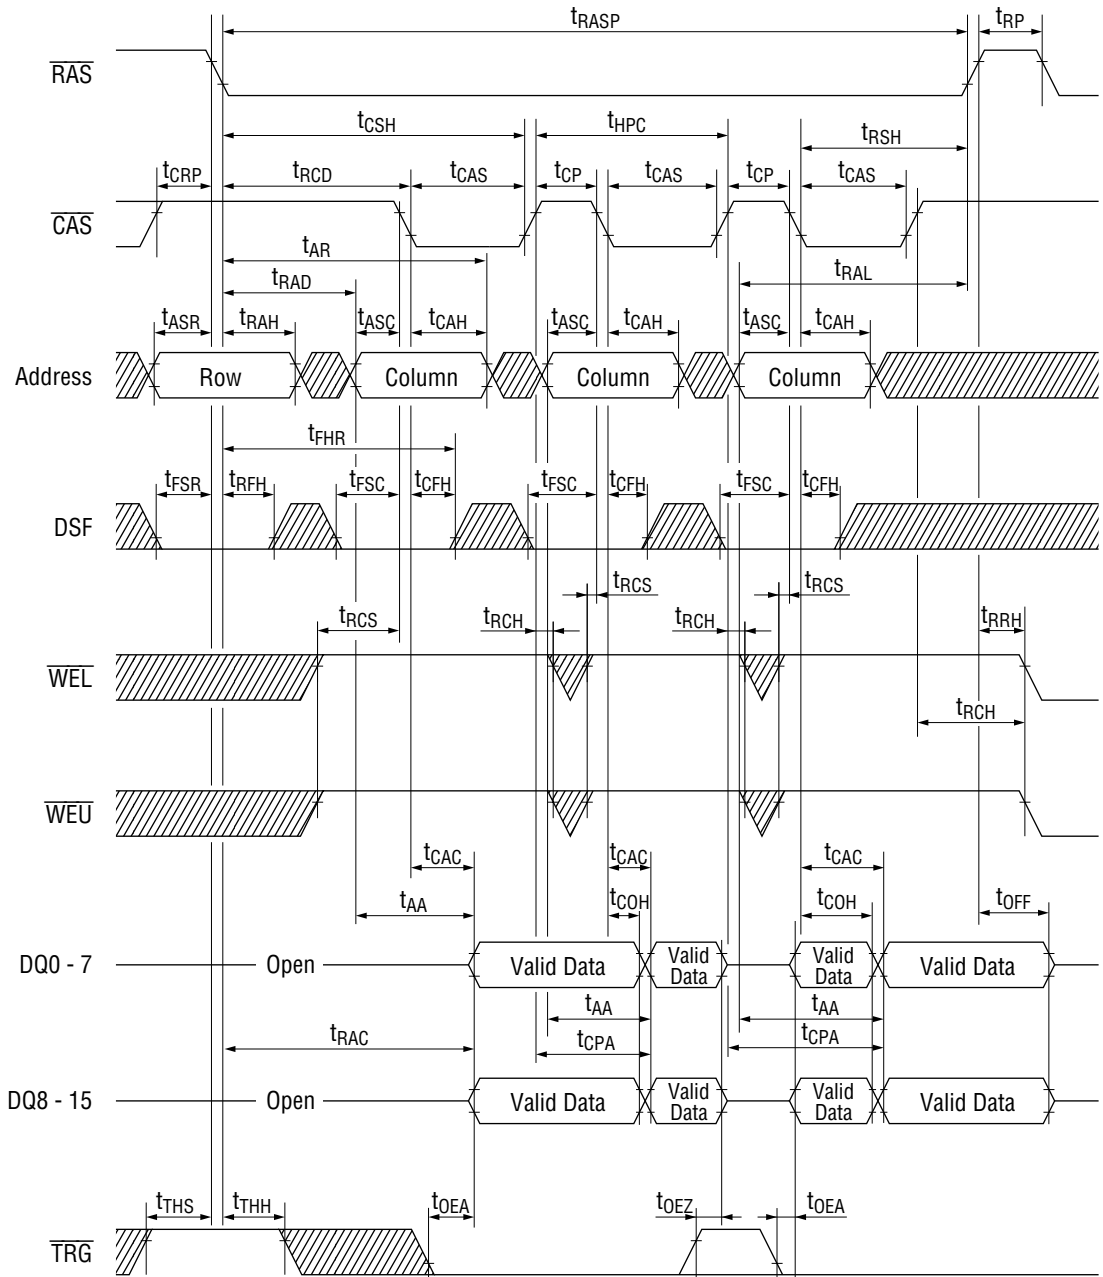 tRASP tRP
RAS
tCSH tHPC tRSH
tCRP tRCD tCAS tCP tCAS tCP tCAS
CAS
tAR
tRAD tRAL
tASR tRAH tASC tCAH tASC tCAH tASC tCAH
Address Row Column Column Column
tFHR
tFSR tRFH tFSC tCFH tFSC tCFH tFSC tCFH
DSF
tRCS tRCS
tRCS tRCH tRCH tRRH
WEL
tRCH
WEU
tCAC tCAC tCAC
tAA tCOH tCOH tOFF
DQ0 - 7 Open Valid Data Valid Data Valid Data Valid Data
tAA tAA
tRAC tCPA tCPA
DQ8 - 15 Open Valid Data Valid Data Valid Data Valid Data
tTHS tTHH tOEA tOEZ tOEA
TRG